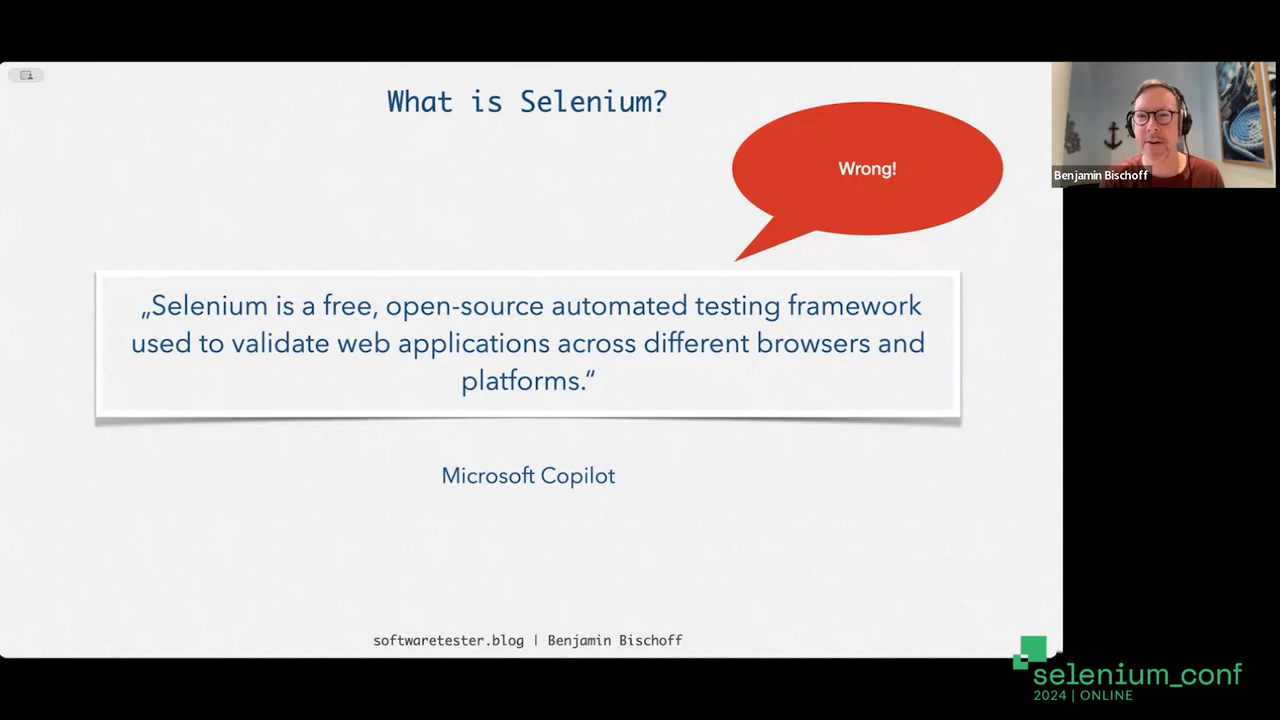 What is Selenium?
Wrong!
Benjamin Bischoff
„Selenium is a free, open-source automated testing framework
used to validate web applications across different browsers and
platforms.“
Microsoft Copilot
softwaretester.blog | Benjamin Bischoff
selenium_conf
2024 | ONLINE